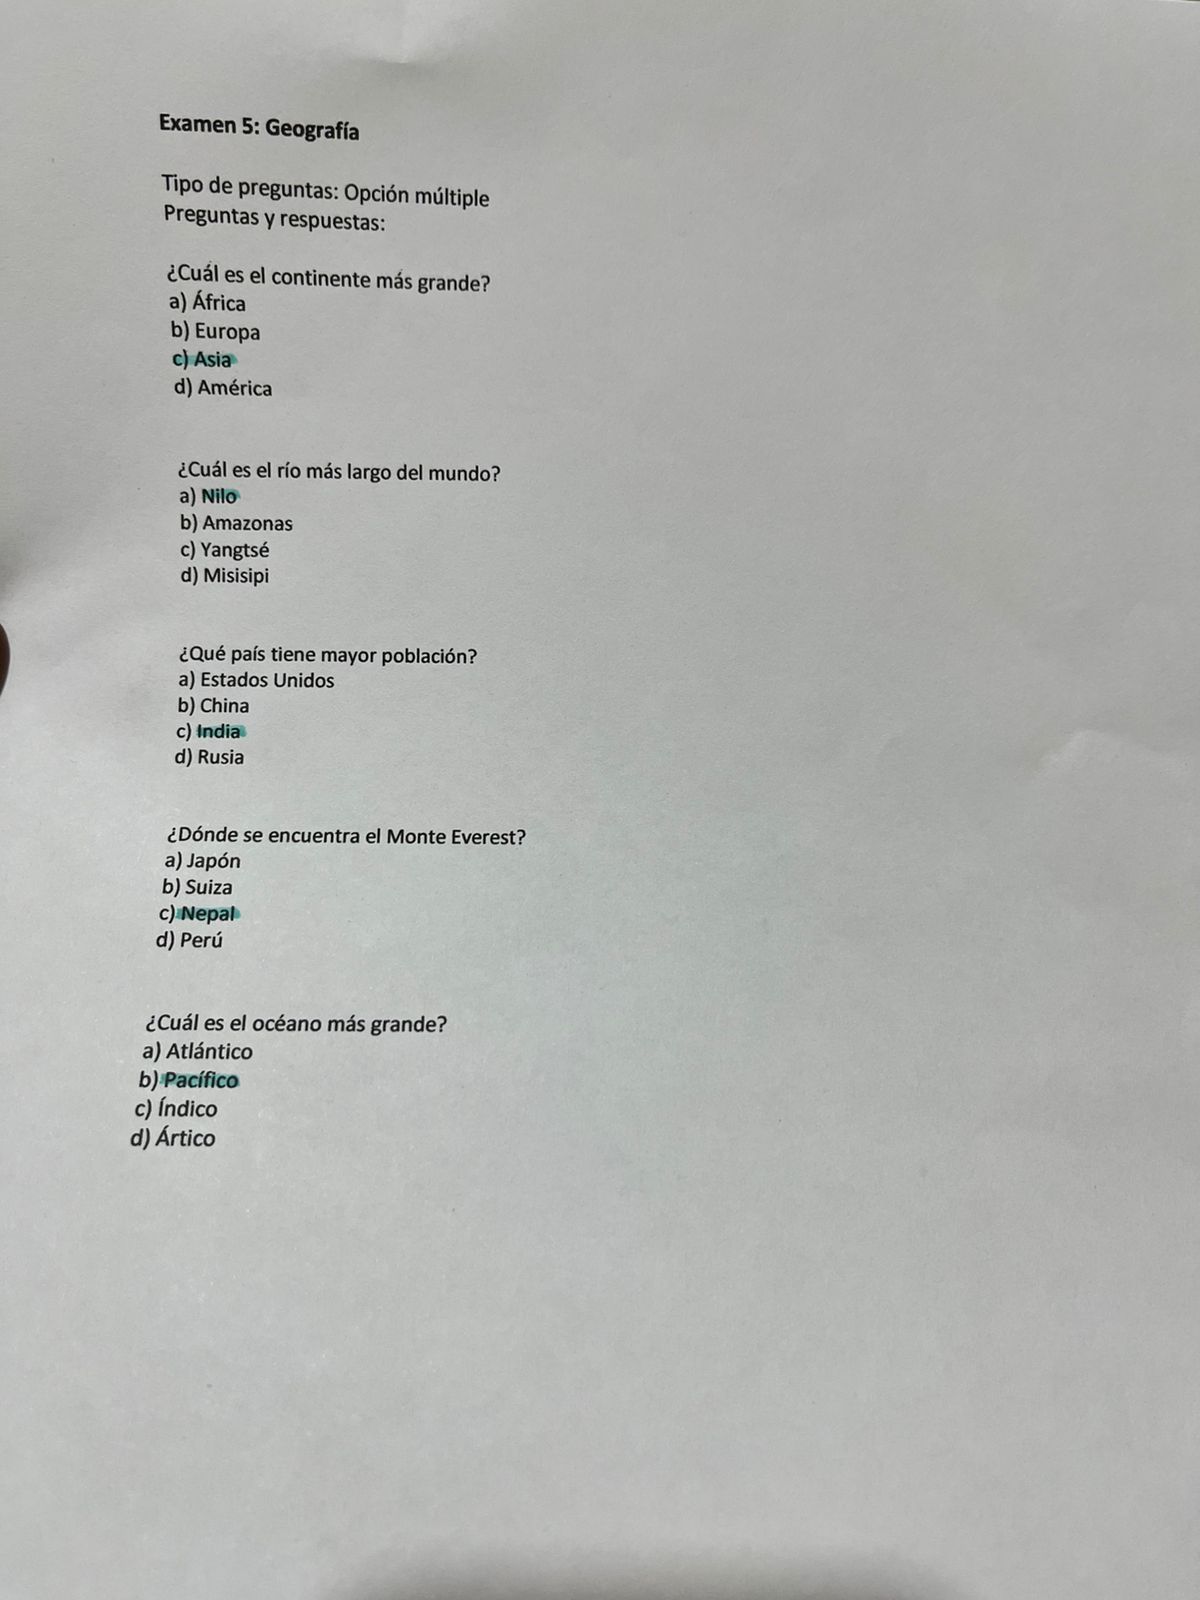 Examen 5: Geografía
Tipo de preguntas: Opción múltiple
Preguntas y respuestas:
¿Cuál es el continente más grande?
a) África
b) Europa
c) Asia
d) América
¿Cuál es el río más largo del mundo?
a) Nilo
b) Amazonas
c) Yangtsé
d) Misisipi
¿Qué país tiene mayor población?
a) Estados Unidos
b) China
c) India
d) Rusia
¿Dónde se encuentra el Monte Everest?
a) Japón
b) Suiza
c) Nepal
d) Perú
¿Cuál es el océano más grande?
a) Atlántico
b) Pacífico
c) Índico
d) Ártico